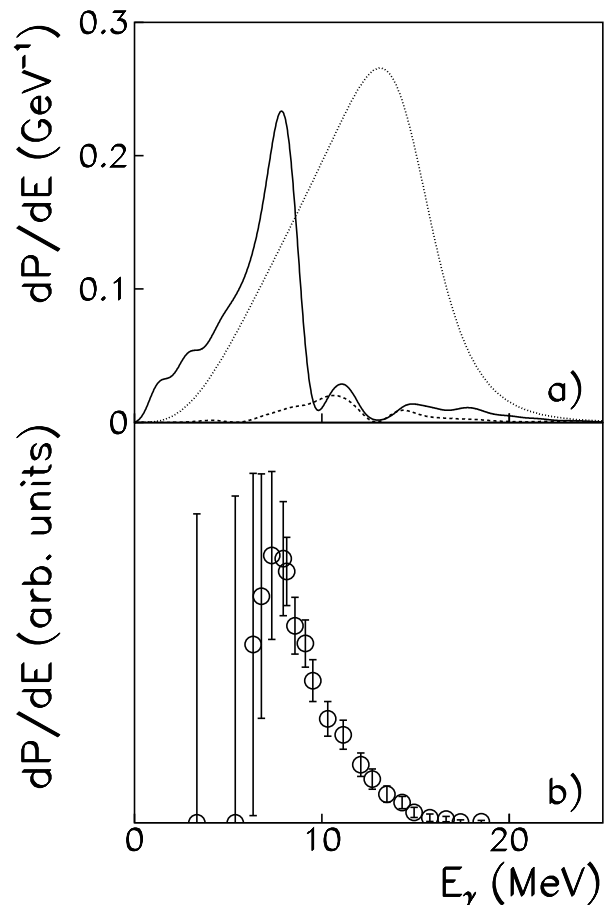 0.3
0.2
0.1
0
dP/dE (GeV⁻¹)
a)
dP/dE (arb. units)
b)
0 10 20
Eᵧ (MeV)